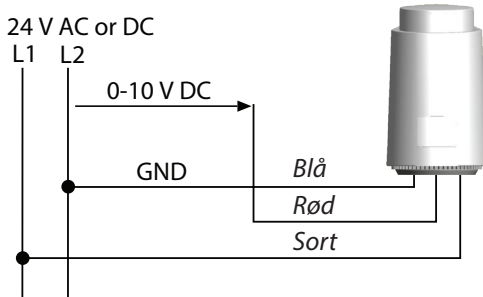 24 V AC or DC
L1 L2
0-10 V DC
GND Blå
Rød
Sort